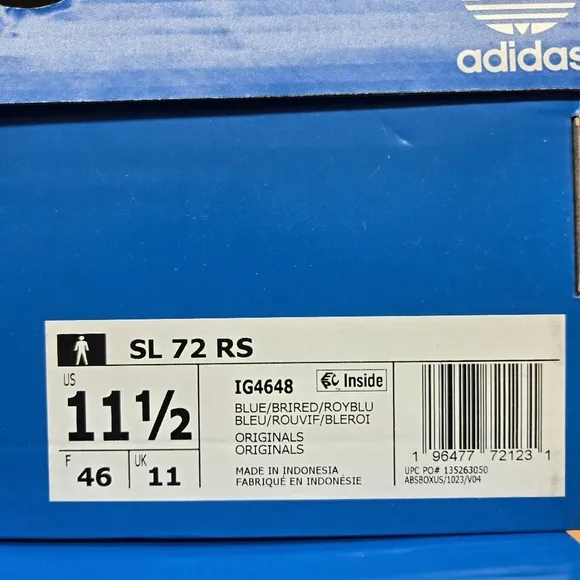 adidas
SL 72 RS
US
11½
F 46
UK 11
IG4648
Inside
BLUE/BRIRED/ROYBLU
BLEU/ROUVIF/BLEROI
ORIGINALS
ORIGINALS
MADE IN INDONESIA
FABRIQUÉ EN INDONÉSIE
1 96477 72123 1
UPC PO# 135263050
ABSBOXUS/1023/V04